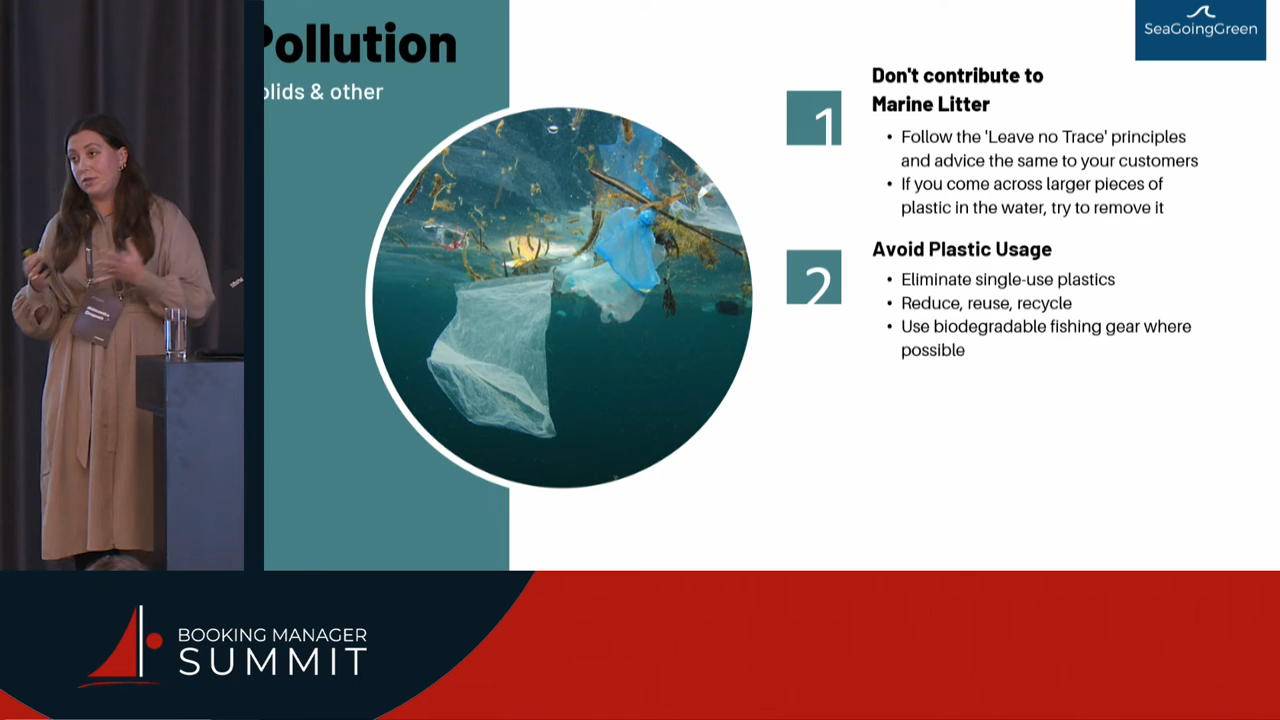 Pollution
olids & other
SeaGoingGreen
1
Don't contribute to
Marine Litter
• Follow the 'Leave no Trace' principles
and advice the same to your customers
• If you come across larger pieces of
plastic in the water, try to remove it
2
Avoid Plastic Usage
• Eliminate single-use plastics
• Reduce, reuse, recycle
• Use biodegradable fishing gear where
possible
BOOKING MANAGER
SUMMIT